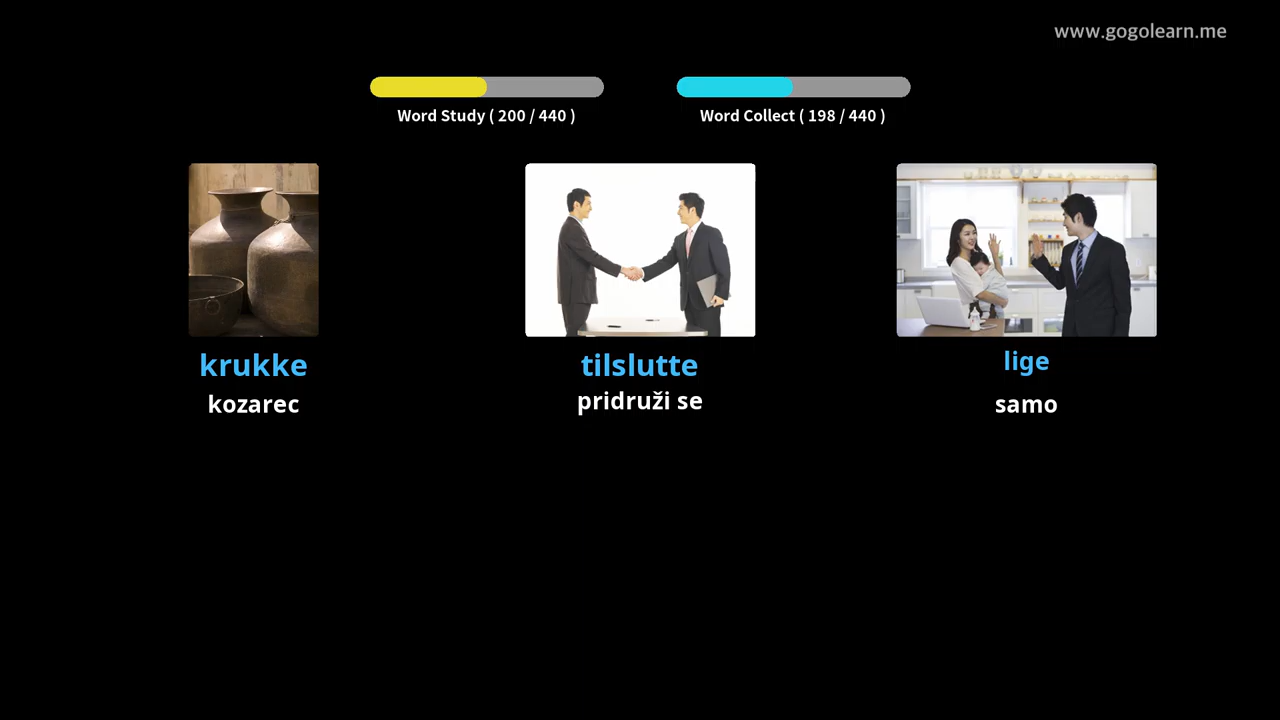 www.gogolearn.me
Word Study ( 200 / 440 )
Word Collect ( 198 / 440 )
krukke
tilslutte
lige
kozarec
pridruži se
samo